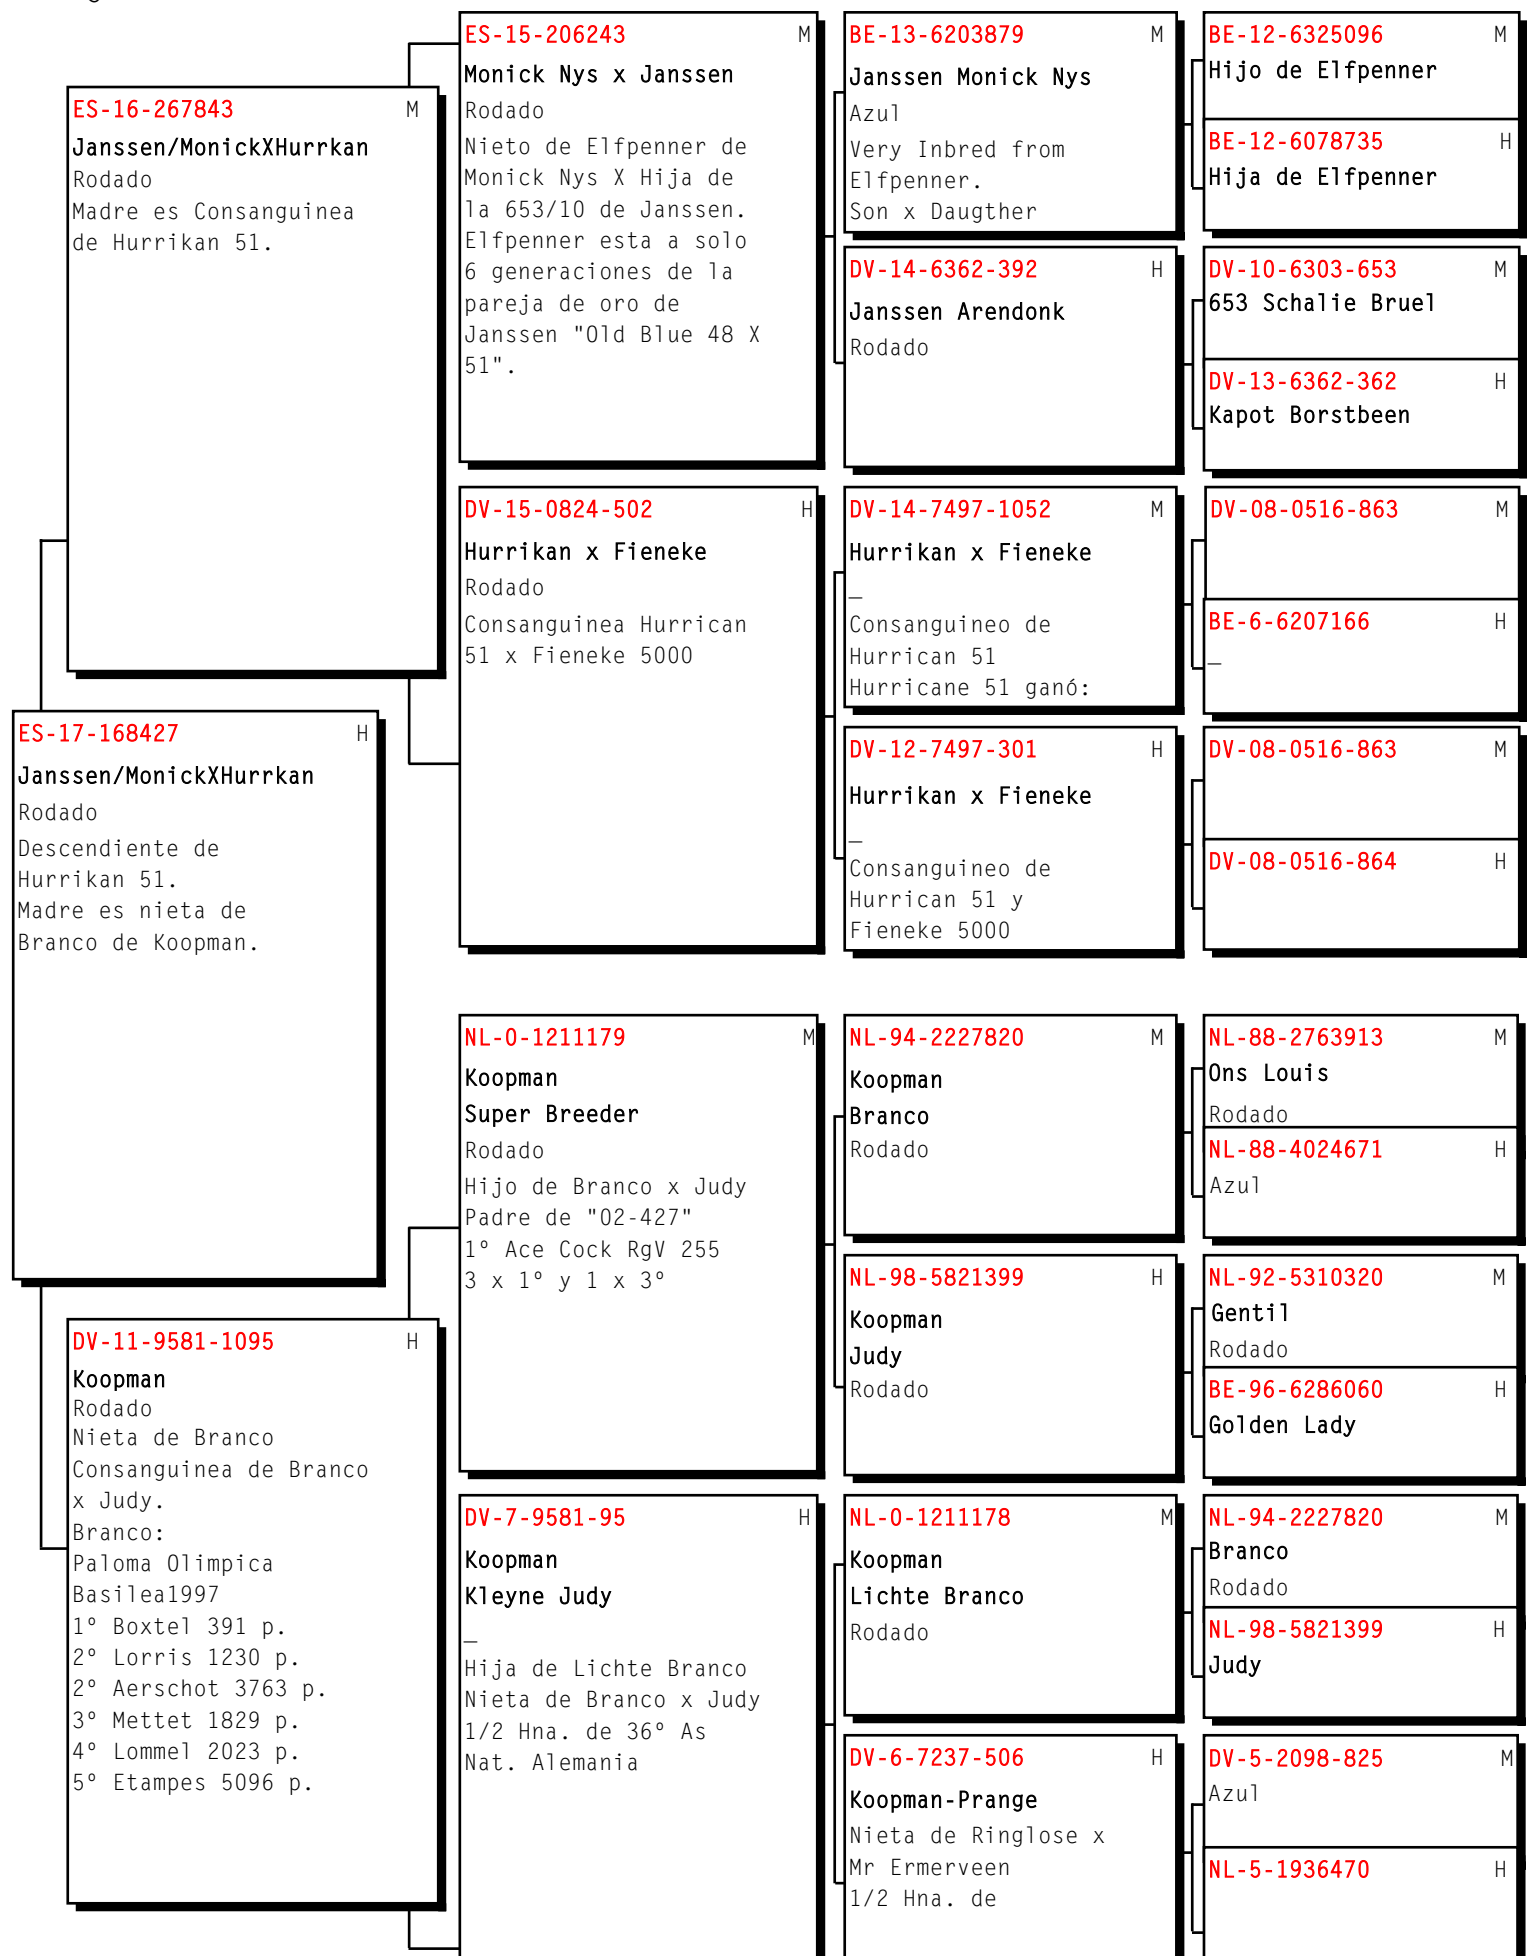 ES-17-168427 H
Janssen/MonickXHurrkan
Rodado
Descendiente de
Hurrikan 51.
Madre es nieta de
Branco de Koopman.
ES-16-267843 M
Janssen/MonickXHurrkan
Rodado
Madre es Consanguinea
de Hurrikan 51.
DV-11-9581-1095 H
Koopman
Rodado
Nieta de Branco
Consanguinea de Branco
x Judy.
Branco:
Paloma Olimpica
Basilea1997
1º Boxtel 391 p.
2º Lorris 1230 p.
2º Aerschot 3763 p.
3º Mettet 1829 p.
4º Lommel 2023 p.
5º Etampes 5096 p.
ES-15-206243 M
Monick Nys x Janssen
Rodado
Nieto de Elfpenner de
Monick Nys X Hija de
la 653/10 de Janssen.
Elfpenner esta a solo
6 generaciones de la
pareja de oro de
Janssen "Old Blue 48 X
51".
DV-15-0824-502 H
Hurrikan x Fieneke
Rodado
Consanguinea Hurrican
51 x Fieneke 5000
NL-0-1211179 M
Koopman
Super Breeder
Rodado
Hijo de Branco x Judy
Padre de "02-427"
1º Ace Cock RgV 255
3 x 1º y 1 x 3º
DV-7-9581-95 H
Koopman
Kleyne Judy
_
Hija de Lichte Branco
Nieta de Branco x Judy
1/2 Hna. de 36º As
Nat. Alemania
BE-13-6203879 M
Janssen Monick Nys
Azul
Very Inbred from
Elfpenner.
Son x Daugther
DV-14-6362-392 H
Janssen Arendonk
Rodado
DV-14-7497-1052 M
Hurrikan x Fieneke
_
Consanguineo de
Hurrican 51
Hurricane 51 ganó:
DV-12-7497-301 H
Hurrikan x Fieneke
_
Consanguineo de
Hurrican 51 y
Fieneke 5000
NL-94-2227820 M
Koopman
Branco
Rodado
NL-98-5821399 H
Koopman
Judy
Rodado
NL-0-1211178 M
Koopman
Lichte Branco
Rodado
DV-6-7237-506 H
Koopman-Prange
Nieta de Ringlose x
Mr Ermerveen
1/2 Hna. de
BE-12-6325096 M
Hijo de Elfpenner
BE-12-6078735 H
Hija de Elfpenner
DV-10-6303-653 M
653 Schalie Bruel
DV-13-6362-362 H
Kapot Borstbeen
DV-08-0516-863 M
BE-6-6207166 H
_
DV-08-0516-863 M
DV-08-0516-864 H
NL-88-2763913 M
Ons Louis
Rodado
NL-88-4024671 H
Azul
NL-92-5310320 M
Gentil
Rodado
BE-96-6286060 H
Golden Lady
NL-94-2227820 M
Branco
Rodado
NL-98-5821399 H
Judy
DV-5-2098-825 M
Azul
NL-5-1936470 H